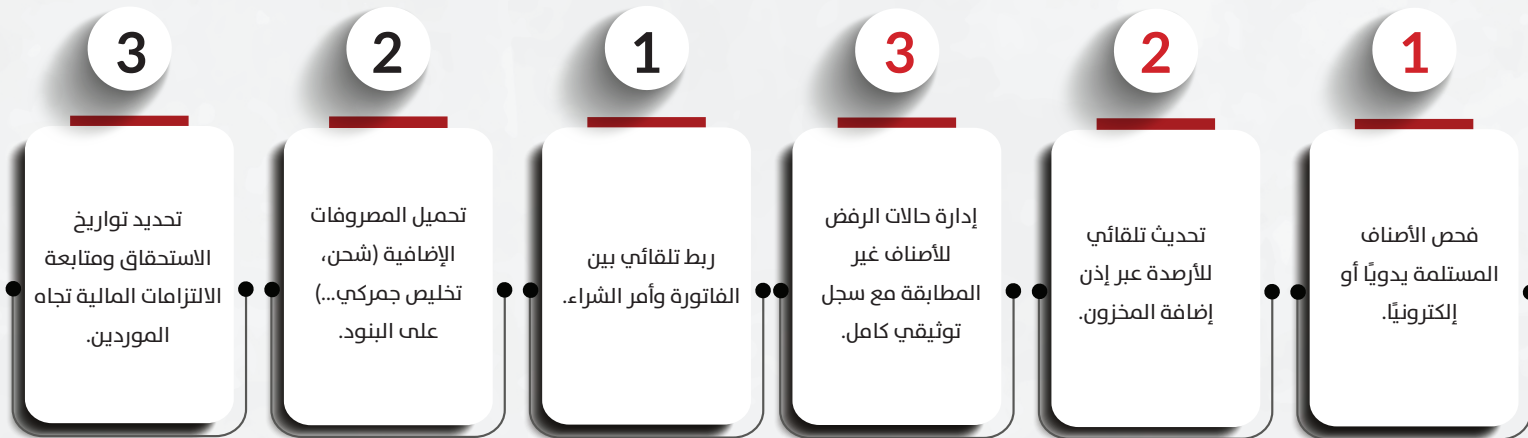 1
فحص الأصناف
المستلمة يدويًا أو
إلكترونيًا.
2
تحديث تلقائي
للأرصدة عبر إذن
إضافة المخزون.
3
إدارة حالات الرفض
للأصناف غير
المطابقة مع سجل
توثيقي كامل.
1
ربط تلقائي بين
الفاتورة وأمر الشراء.
2
تحميل المصروفات
الإضافية (شحن،
تخليص جمركي...)
على البنود.
3
تحديد تواريخ
الاستحقاق ومتابعة
الالتزامات المالية تجاه
الموردين.